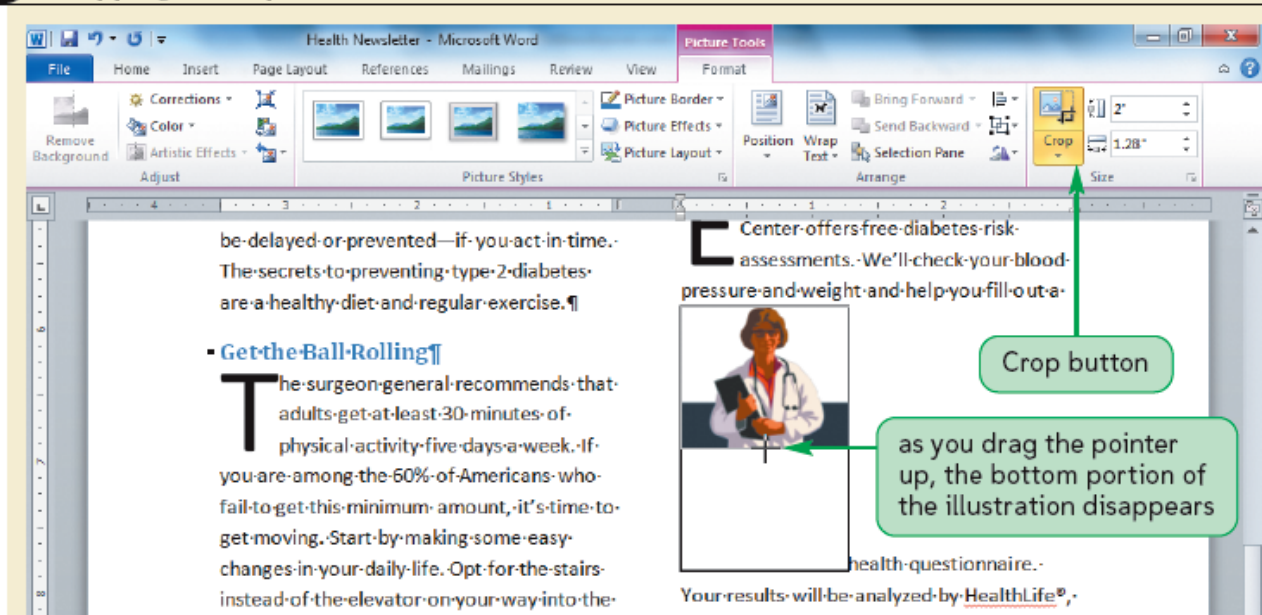 Health Newsletter - Microsoft Word
Picture Tools
File Home Insert Page Layout References Mailings Review View Format
Remove Background
Corrections
Color
Artistic Effects
Adjust
Picture Styles
Picture Border
Picture Effects
Picture Layout
Position
Wrap Text
Bring Forward
Send Backward
Selection Pane
Arrange
Crop
2"
1.28"
Size
4 3 2 1 1 2
be·delayed·or·prevented—if·you·act·in·time.·
The·secrets·to·preventing·type·2·diabetes·
are·a·healthy·diet·and·regular·exercise.¶
Get·the·Ball·Rolling¶
The·surgeon·general·recommends·that·
adults·get·at·least·30·minutes·of·
physical·activity·five·days·a·week.·If·
you·are·among·the·60%·of·Americans·who·
fail·to·get·this·minimum·amount,·it's·time·to·
get·moving.·Start·by·making·some·easy·
changes·in·your·daily·life.·Opt·for·the·stairs·
instead·of·the·elevator·on·your·way·into·the·
Center·offers·free·diabetes·risk·
assessments.·We'll·check·your·blood·
pressure·and·weight·and·help·you·fill·out·a·
health·questionnaire.·
Your·results·will·be·analyzed·by·HealthLife®,·
Crop button
as you drag the pointer
up, the bottom portion of
the illustration disappears